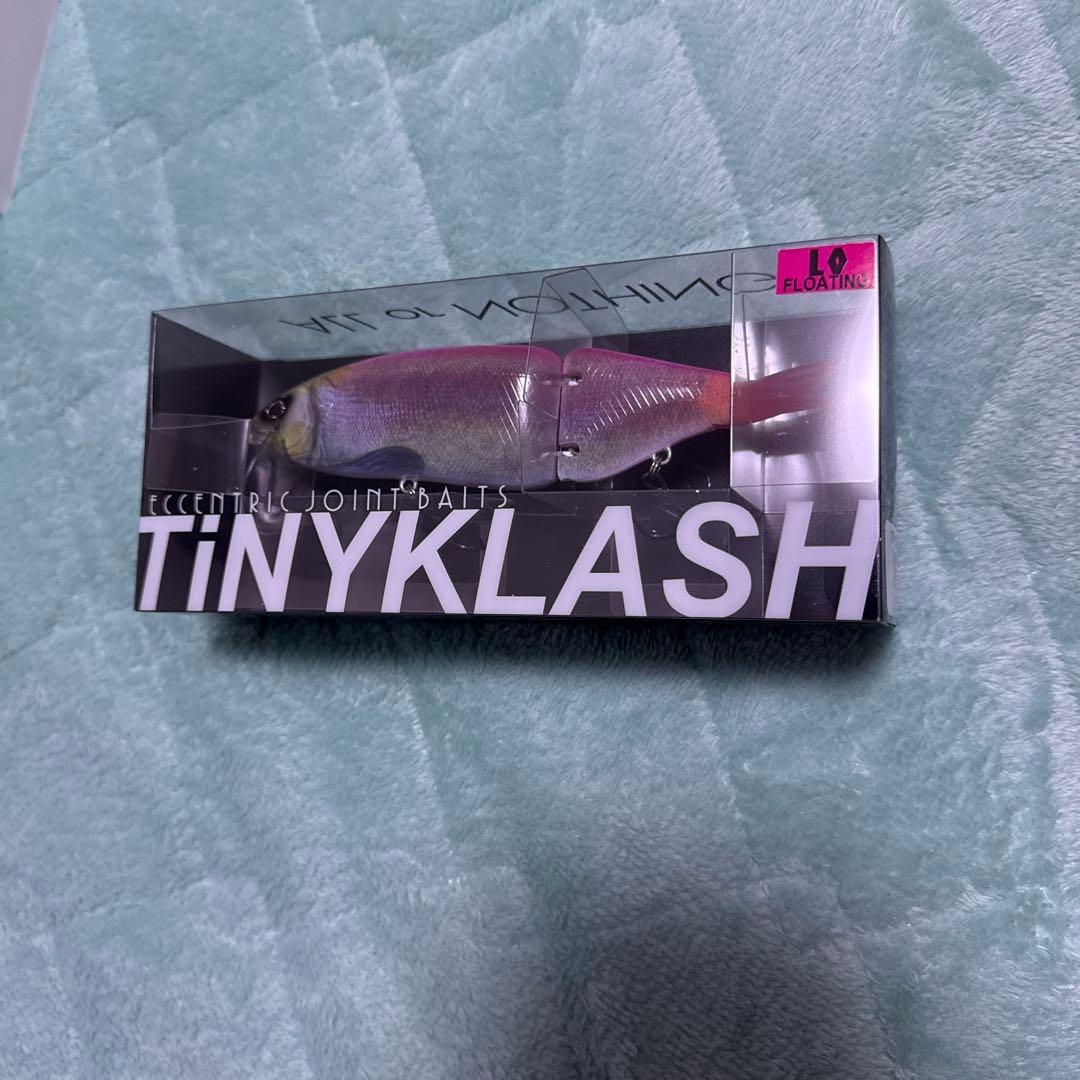 LO
FLOATING
ALL or NOTHING
ECCENTRIC JOINT BAITS
TiNYKLASH